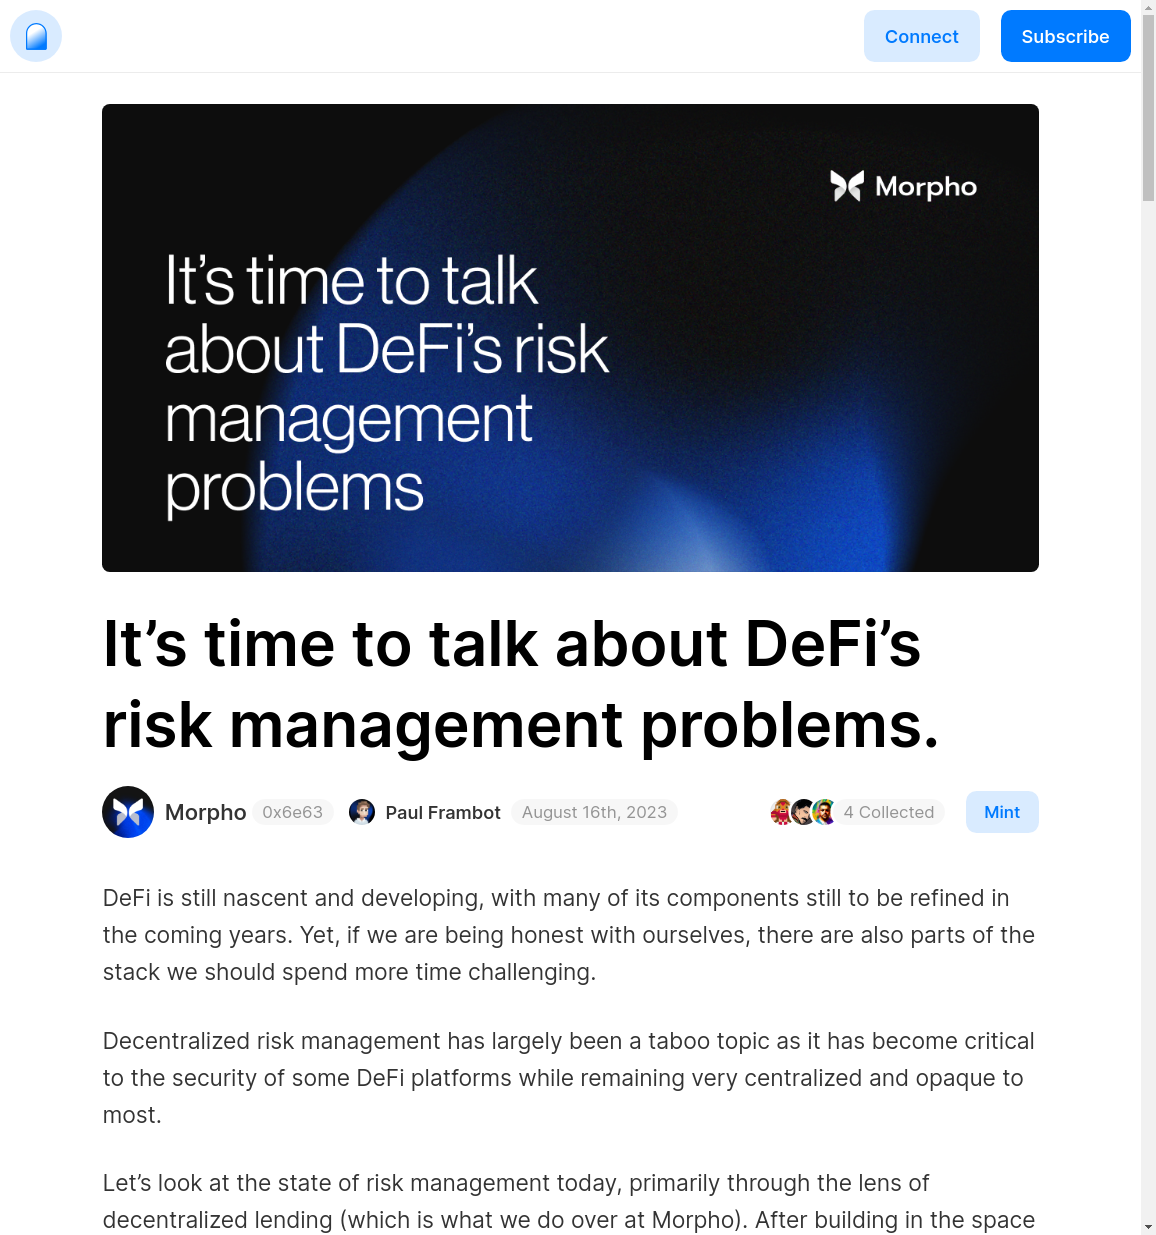 Connect
Subscribe
Morpho
It’s time to talk
about DeFi’s risk
management
problems
It’s time to talk about DeFi’s
risk management problems.
Morpho 0x6e63 Paul Frambot August 16th, 2023 4 Collected Mint
DeFi is still nascent and developing, with many of its components still to be refined in
the coming years. Yet, if we are being honest with ourselves, there are also parts of the
stack we should spend more time challenging.
Decentralized risk management has largely been a taboo topic as it has become critical
to the security of some DeFi platforms while remaining very centralized and opaque to
most.
Let’s look at the state of risk management today, primarily through the lens of
decentralized lending (which is what we do over at Morpho). After building in the space